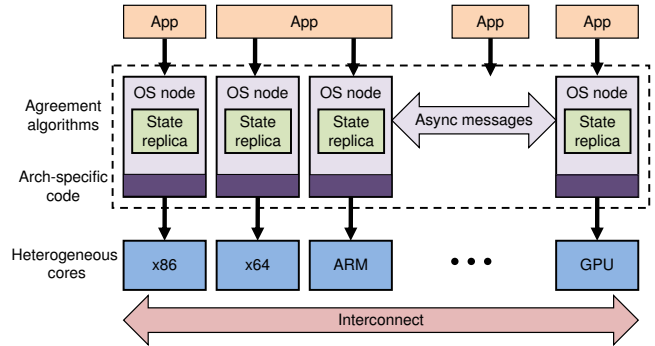 App App App App
OS node OS node OS node OS node
Agreement
algorithms
State
replica
State
replica
State
replica
Async messages
State
replica
Arch-specific
code
Heterogeneous
cores
x86 x64 ARM GPU
Interconnect